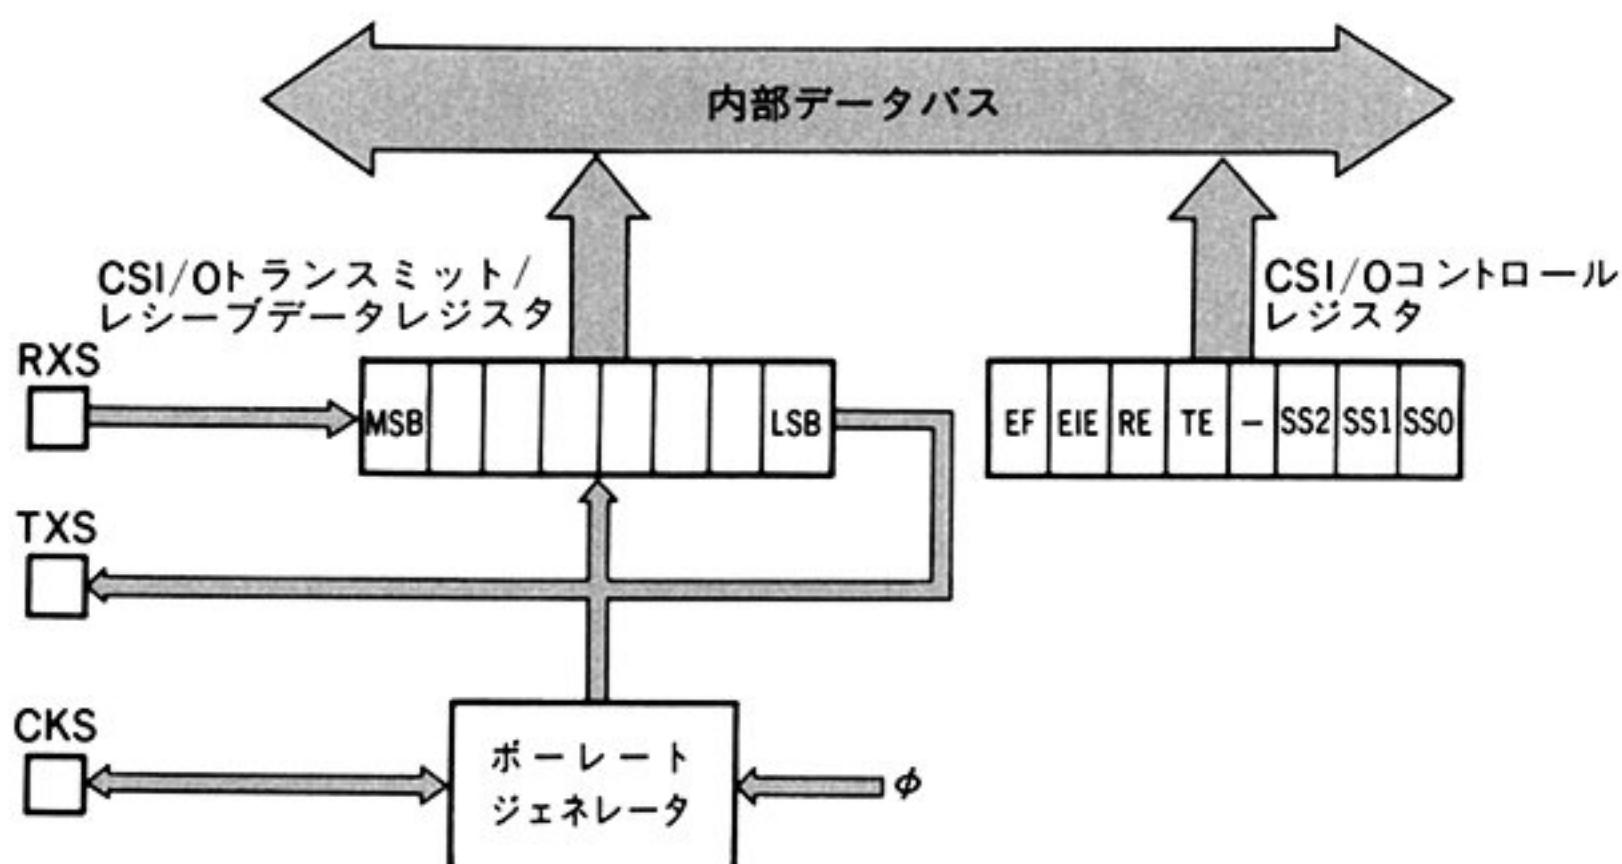 内部データバス
CSI/Oトランスミット/
レシーブデータレジスタ
CSI/Oコントロール
レジスタ
RXS
MSB
LSB
EF EIE RE TE - SS2 SS1 SS0
TXS
CKS
ボーレート
ジェネレータ
φ